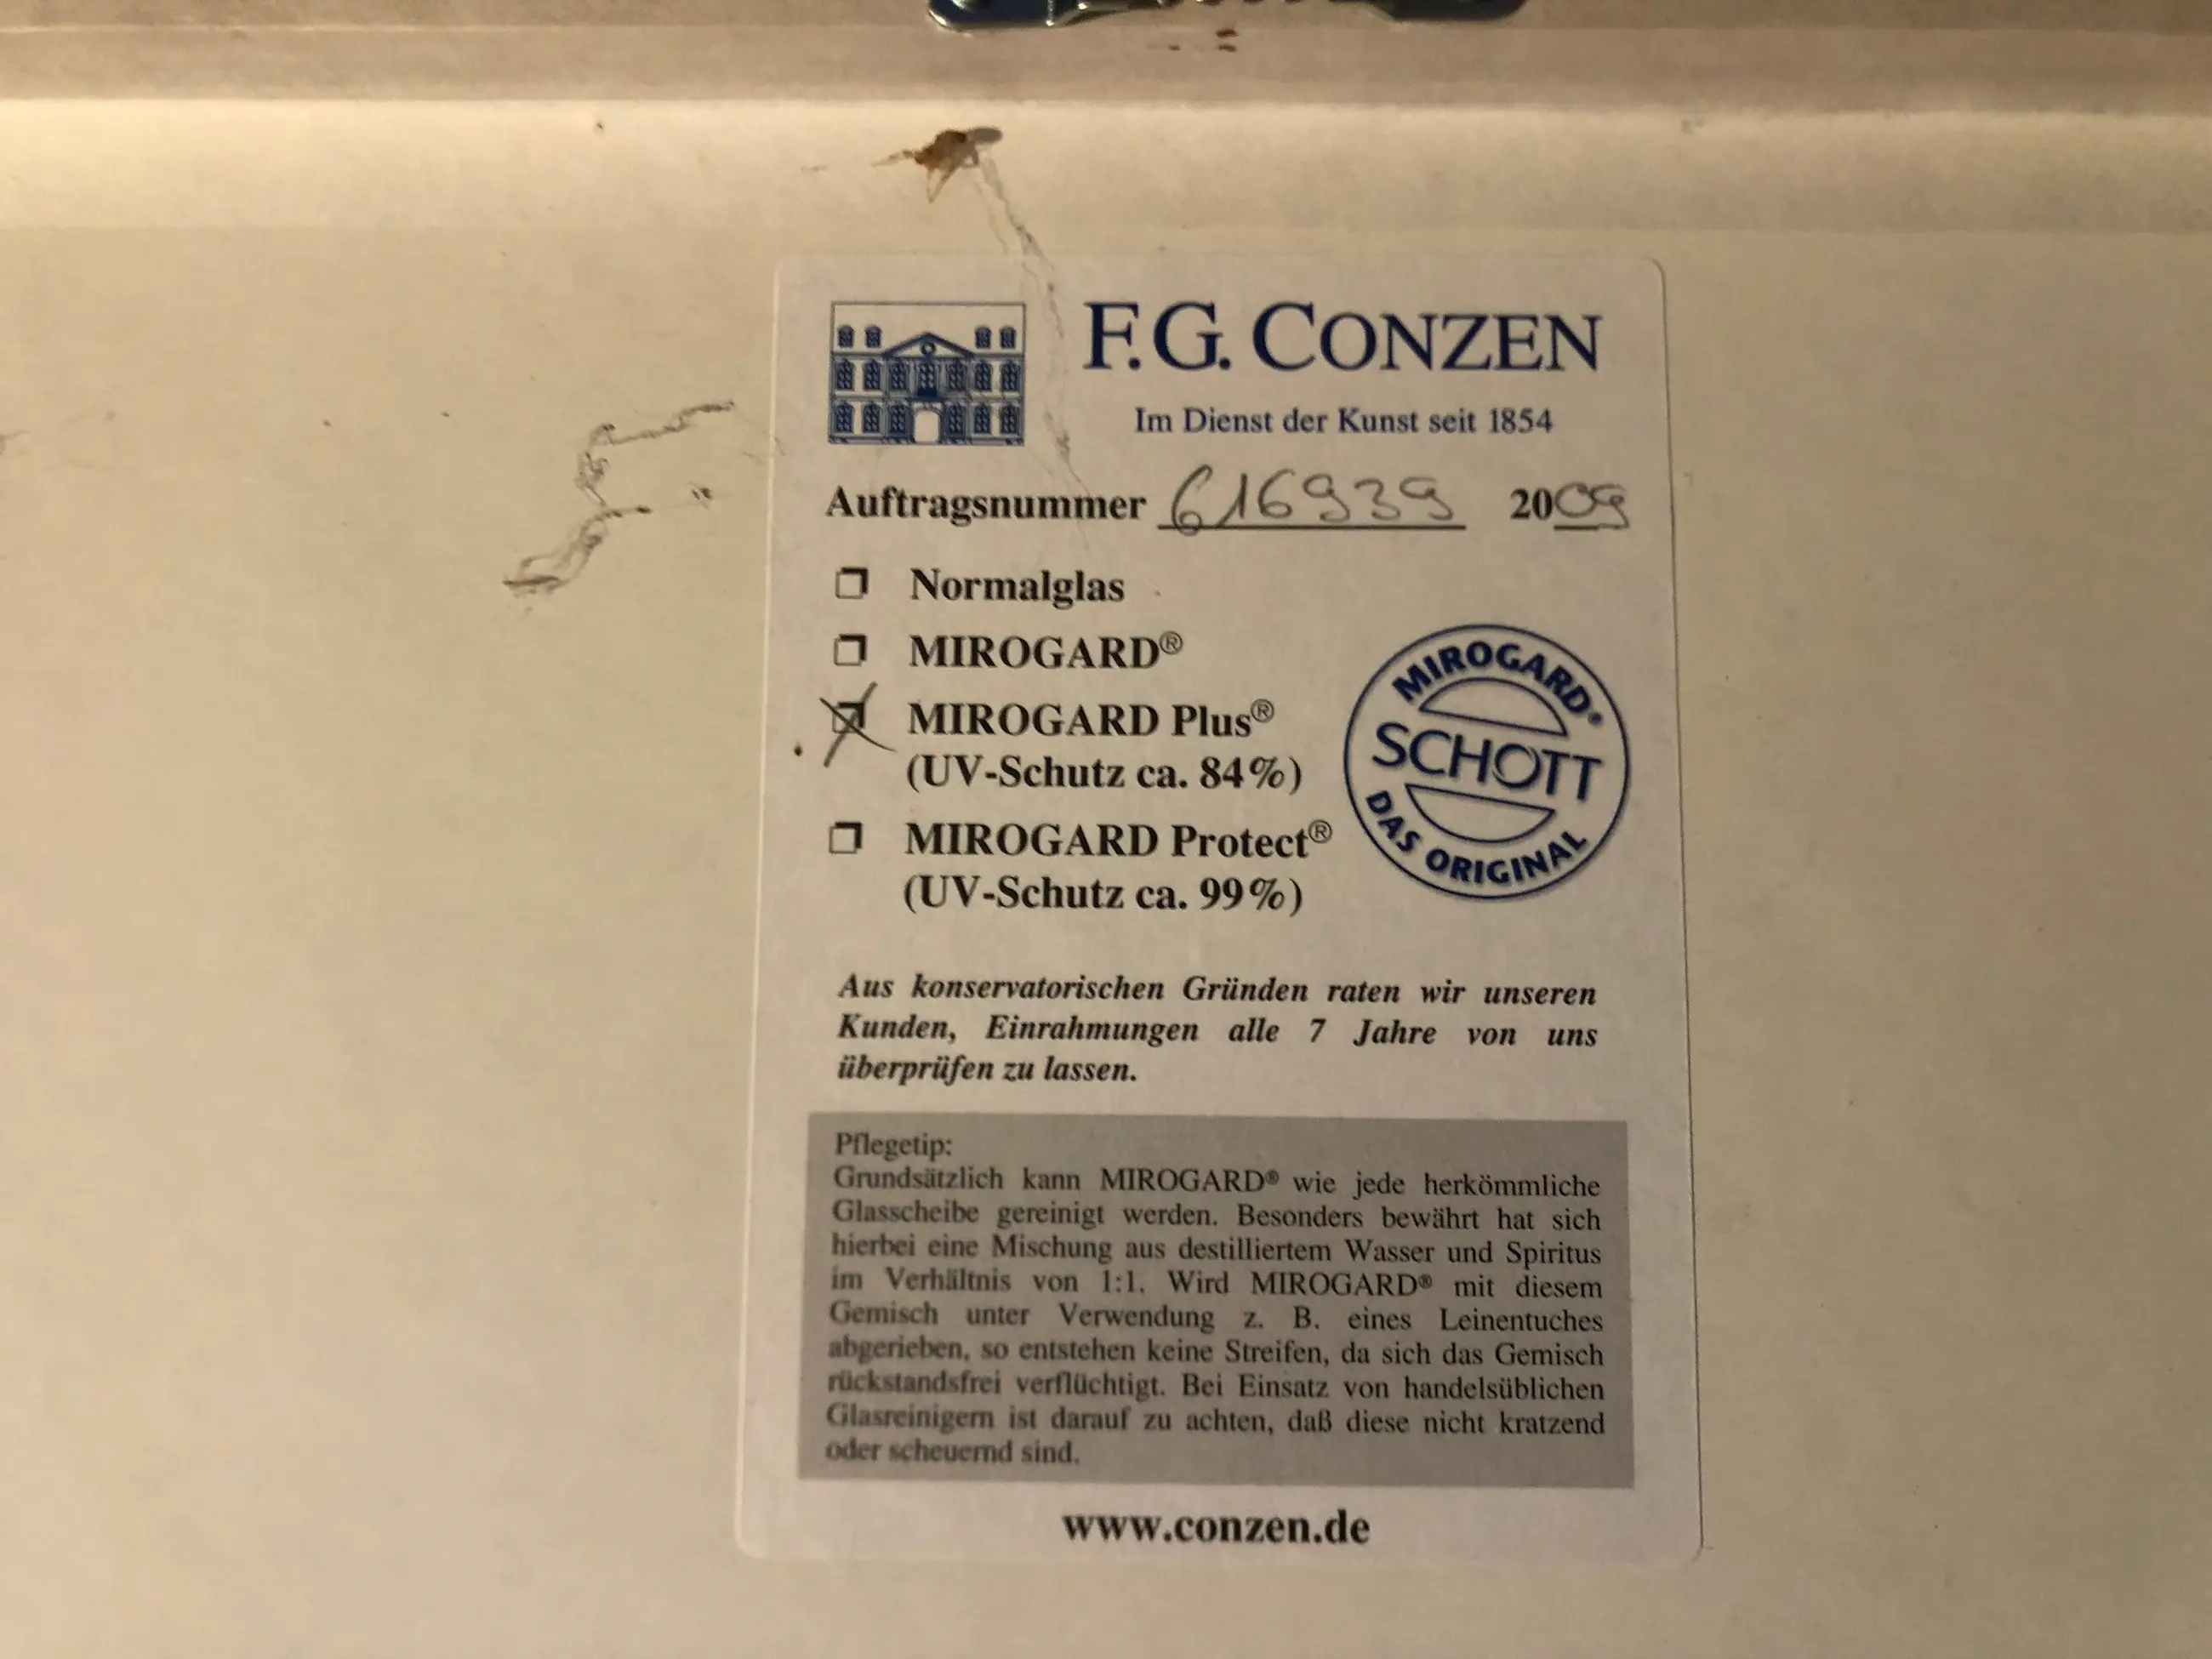 F.G. CONZEN
Im Dienst der Kunst seit 1854
Auftragsnummer 616939 2009
Normalglas
MIROGARD®
MIROGARD Plus®
(UV-Schutz ca. 84%)
MIROGARD Protect®
(UV-Schutz ca. 99%)
MIROGARD®
SCHOTT
DAS ORIGINAL
Aus konservatorischen Gründen raten wir unseren
Kunden, Einrahmungen alle 7 Jahre von uns
überprüfen zu lassen.
Pflegetip:
Grundsätzlich kann MIROGARD® wie jede herkömmliche
Glasscheibe gereinigt werden. Besonders bewährt hat sich
hierbei eine Mischung aus destilliertem Wasser und Spiritus
im Verhältnis von 1:1. Wird MIROGARD® mit diesem
Gemisch unter Verwendung z. B. eines Leinentuches
abgerieben, so entstehen keine Streifen, da sich das Gemisch
rückstandsfrei verflüchtigt. Bei Einsatz von handelsüblichen
Glasreinigern ist darauf zu achten, daß diese nicht kratzend
oder scheuernd sind.
www.conzen.de